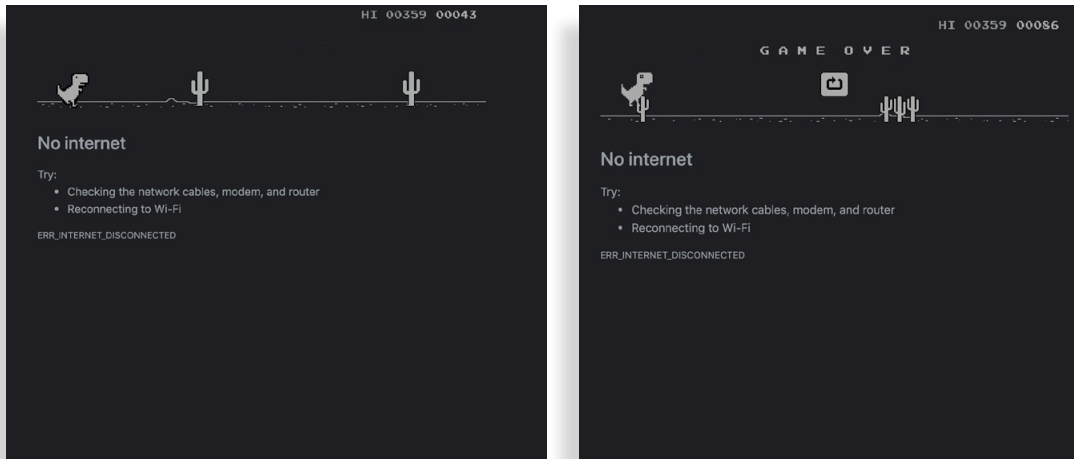 HI 00359 00043
No internet
Try:
• Checking the network cables, modem, and router
• Reconnecting to Wi-Fi
ERR_INTERNET_DISCONNECTED
HI 00359 00086
GAME OVER
No internet
Try:
• Checking the network cables, modem, and router
• Reconnecting to Wi-Fi
ERR_INTERNET_DISCONNECTED